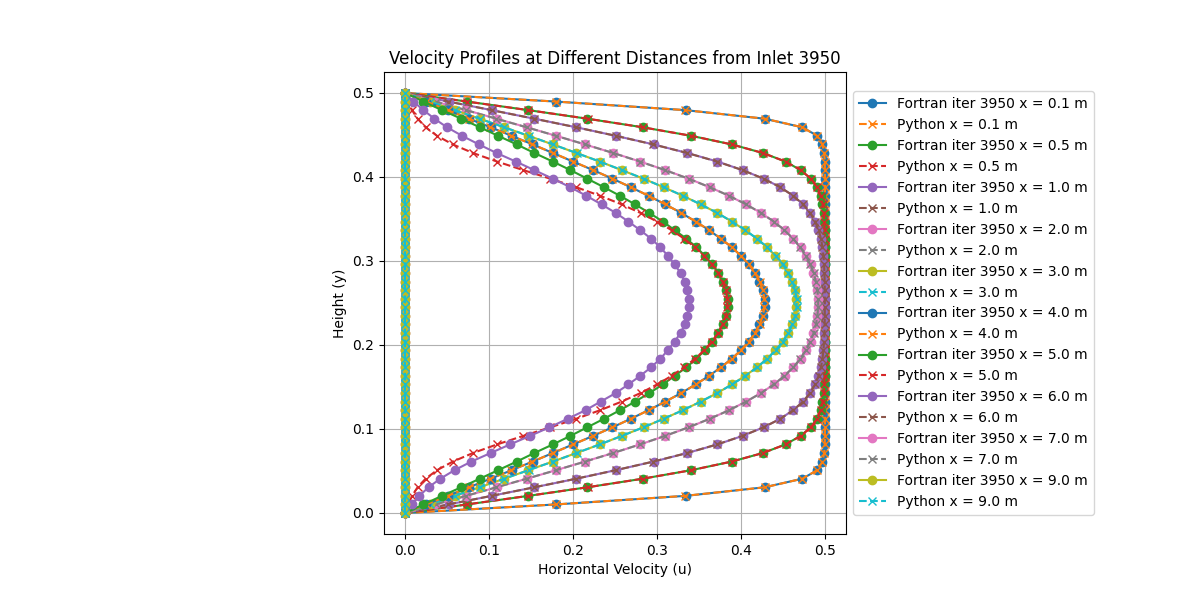 Velocity Profiles at Different Distances from Inlet 3950
0.5
0.4
0.3
0.2
0.1
0.0
Height (y)
0.0 0.1 0.2 0.3 0.4 0.5
Horizontal Velocity (u)
Fortran iter 3950 x = 0.1 m
Python x = 0.1 m
Fortran iter 3950 x = 0.5 m
Python x = 0.5 m
Fortran iter 3950 x = 1.0 m
Python x = 1.0 m
Fortran iter 3950 x = 2.0 m
Python x = 2.0 m
Fortran iter 3950 x = 3.0 m
Python x = 3.0 m
Fortran iter 3950 x = 4.0 m
Python x = 4.0 m
Fortran iter 3950 x = 5.0 m
Python x = 5.0 m
Fortran iter 3950 x = 6.0 m
Python x = 6.0 m
Fortran iter 3950 x = 7.0 m
Python x = 7.0 m
Fortran iter 3950 x = 9.0 m
Python x = 9.0 m